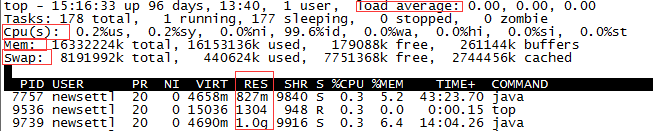 top - 15:16:33 up 96 days, 13:40, 1 user, load average: 0.00, 0.00, 0.00
Tasks: 178 total, 1 running, 177 sleeping, 0 stopped, 0 zombie
Cpu(s): 0.2%us, 0.2%sy, 0.0%ni, 99.6%id, 0.0%wa, 0.0%hi, 0.0%si, 0.0%st
Mem: 16332224k total, 16153136k used, 179088k free, 261144k buffers
Swap: 8191992k total, 440624k used, 7751368k free, 2744456k cached
PID USER PR NI VIRT RES SHR S %CPU %MEM TIME+ COMMAND
7757 newsettl 20 0 4658m 827m 9840 S 0.3 5.2 43:23.70 java
9536 newsettl 20 0 15036 1304 948 R 0.3 0.0 0:00.15 top
9739 newsettl 20 0 4690m 1.0g 9916 S 0.3 6.4 14:04.26 java